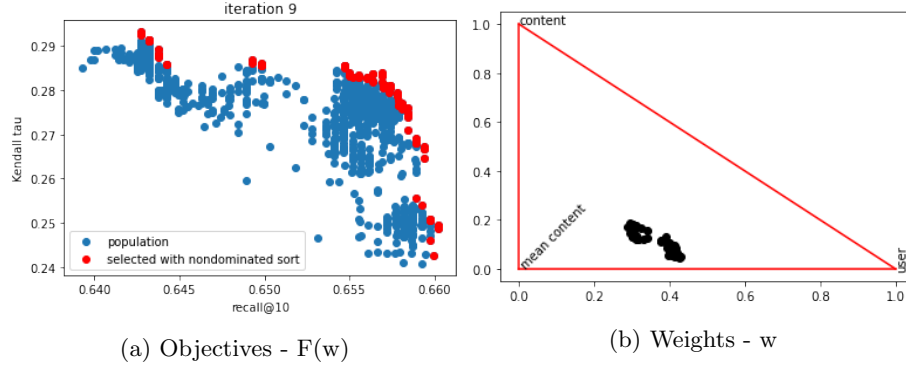 iteration 9
Kendall tau
0.29
0.28
0.27
0.26
0.25
0.24
population
selected with nondominated sort
0.640
0.645
0.650
0.655
0.660
recall@10
(a) Objectives - F(w)
1.0
0.8
0.6
0.4
0.2
0.0
content
mean content
user
0.0
0.2
0.4
0.6
0.8
1.0
(b) Weights - w